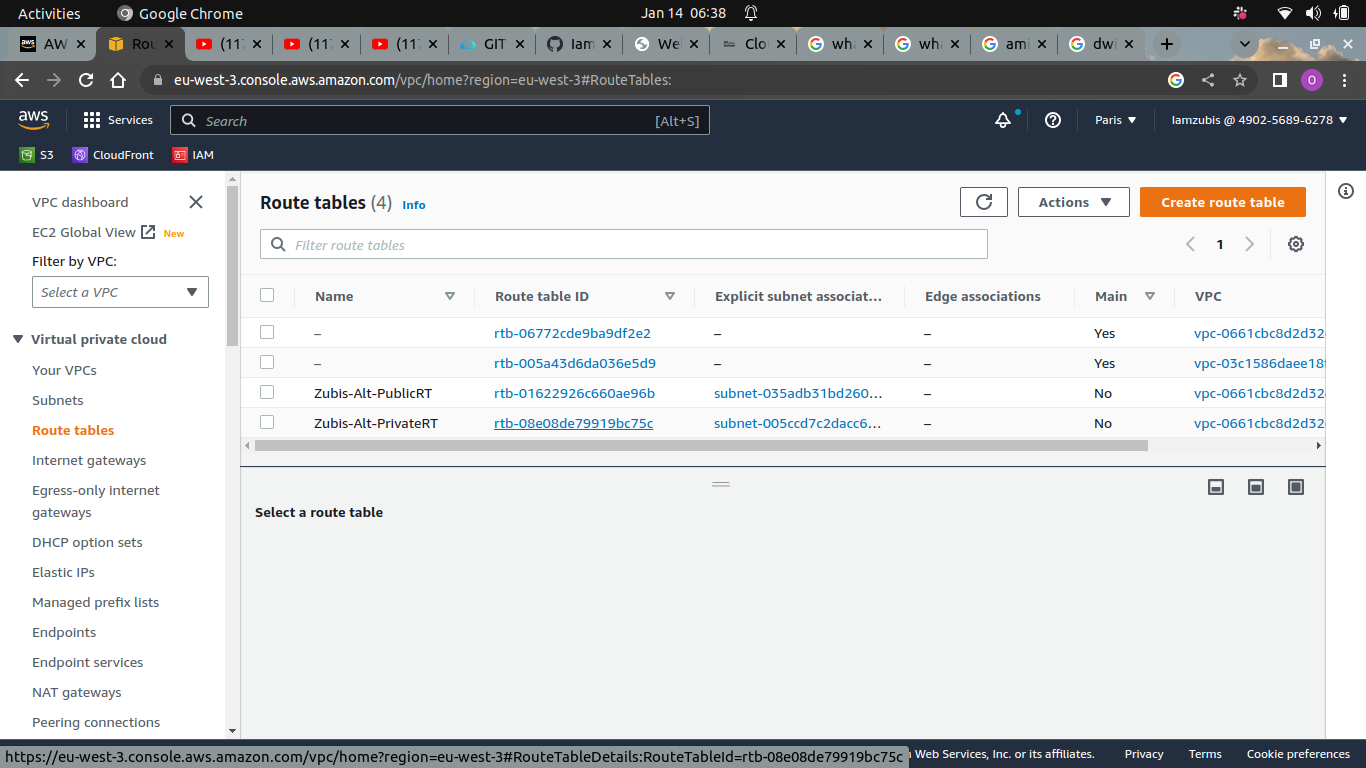 Activities
Google Chrome
Jan 14 06:38
AW
Rou
(117
(117
(117
GIT
Iam
We
Clo
wha
wha
ami
dwi
eu-west-3.console.aws.amazon.com/vpc/home?region=eu-west-3#RouteTables:
O
aws
Services
Search
[Alt+S]
Paris
Iamzubis @ 4902-5689-6278
S3
CloudFront
IAM
VPC dashboard
EC2 Global View
New
Filter by VPC:
Select a VPC
Virtual private cloud
Your VPCs
Subnets
Route tables
Internet gateways
Egress-only internet
gateways
DHCP option sets
Elastic IPs
Managed prefix lists
Endpoints
Endpoint services
NAT gateways
Peering connections
Route tables (4) Info
Actions
Create route table
Filter route tables
1
Name Route table ID Explicit subnet associat... Edge associations Main VPC
– rtb-06772cde9ba9df2e2 – – Yes vpc-0661cbc8d2d32
– rtb-005a43d6da036e5d9 – – Yes vpc-03c1586daee18
Zubis-Alt-PublicRT rtb-01622926c660ae96b subnet-035adb31bd260... – No vpc-0661cbc8d2d32
Zubis-Alt-PrivateRT rtb-08e08de79919bc75c subnet-005ccd7c2dacc6... – No vpc-0661cbc8d2d32
Select a route table
https://eu-west-3.console.aws.amazon.com/vpc/home?region=eu-west-3#RouteTableDetails:RouteTableId=rtb-08e08de79919bc75c
Web Services, Inc. or its affiliates.
Privacy
Terms
Cookie preferences